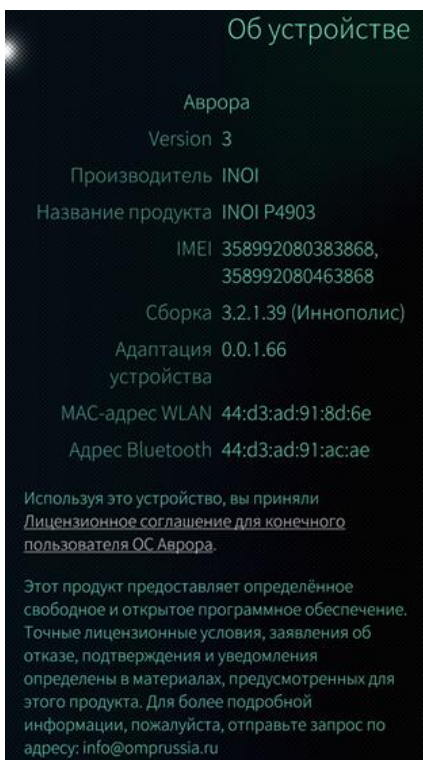 Об устройстве
Аврора
Version 3
Производитель INOI
Название продукта INOI P4903
IMEI 358992080383868,
358992080463868
Сборка 3.2.1.39 (Иннополис)
Адаптация 0.0.1.66
устройства
MAC-адрес WLAN 44:d3:ad:91:8d:6e
Адрес Bluetooth 44:d3:ad:91:ac:ae
Используя это устройство, вы приняли
Лицензионное соглашение для конечного
пользователя ОС Аврора.
Этот продукт предоставляет определённое
свободное и открытое программное обеспечение.
Точные лицензионные условия, заявления об
отказе, подтверждения и уведомления
определены в материалах, предусмотренных для
этого продукта. Для более подробной
информации, пожалуйста, отправьте запрос по
адресу: info@omprussia.ru